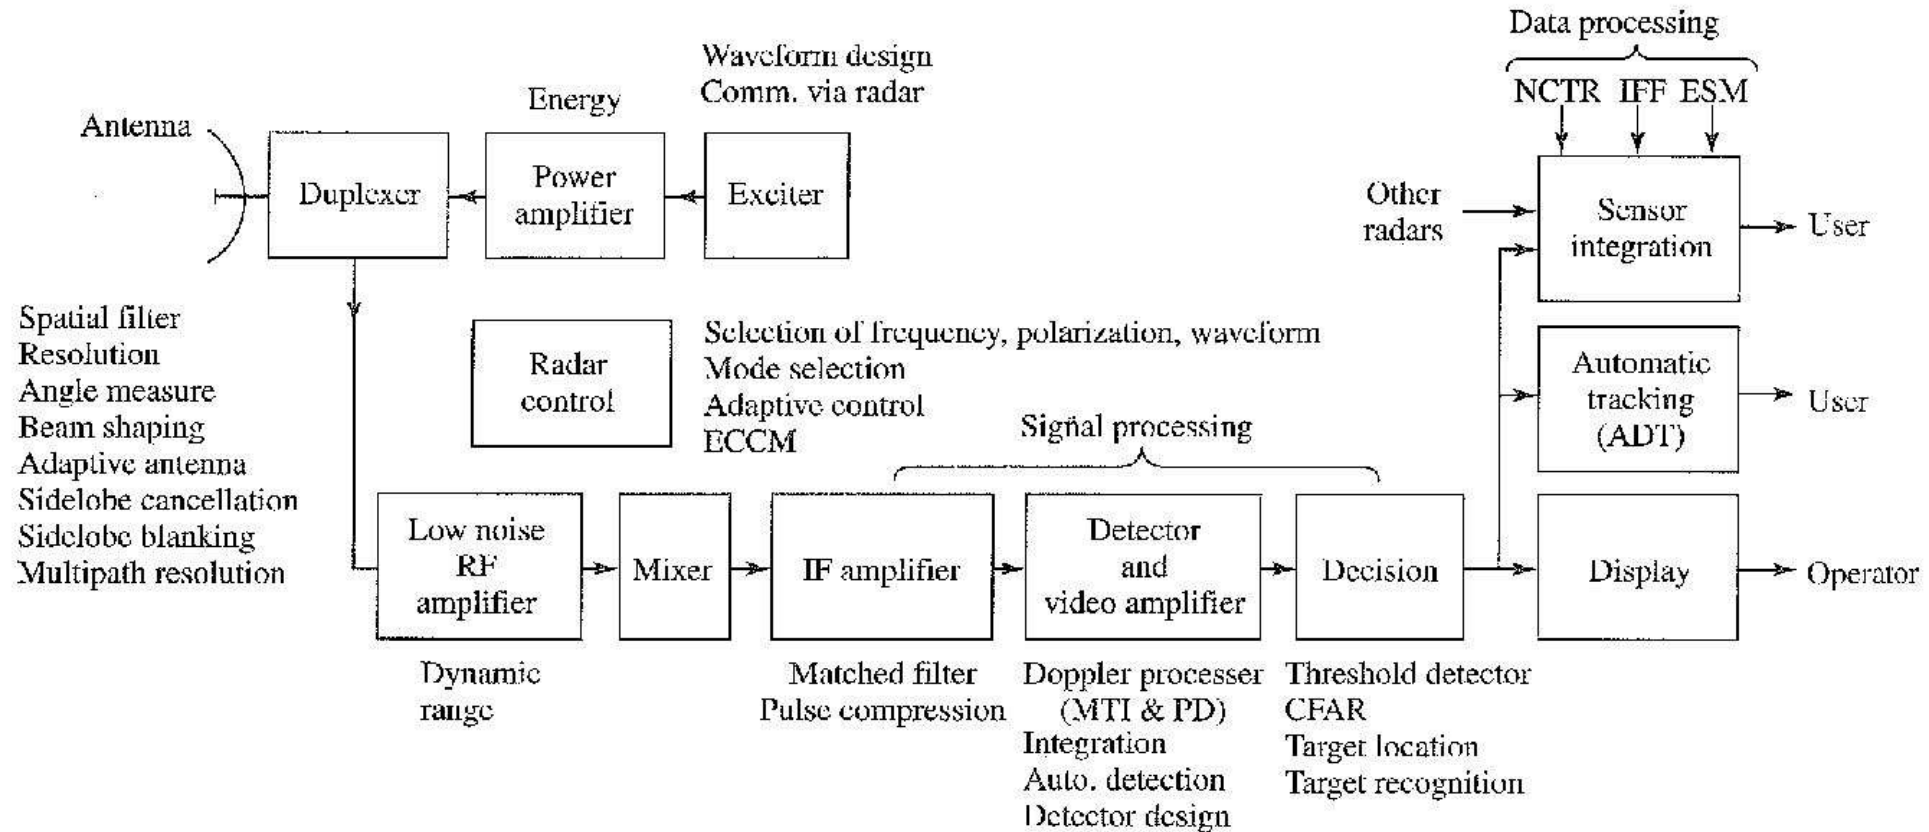 Data processing
NCTR IFF ESM
Waveform design
Comm. via radar
Energy
Antenna
Duplexer
Power
amplifier
Exciter
Other
radars
Sensor
integration
User
Spatial filter
Resolution
Angle measure
Beam shaping
Adaptive antenna
Sidelobe cancellation
Sidelobe blanking
Multipath resolution
Radar
control
Selection of frequency, polarization, waveform
Mode selection
Adaptive control
ECCM
Automatic
tracking
(ADT)
User
Signal processing
Low noise
RF
amplifier
Mixer
IF amplifier
Detector
and
video amplifier
Decision
Display
Operator
Dynamic
range
Matched filter
Pulse compression
Doppler processer
(MTI & PD)
Integration
Auto. detection
Detector design
Threshold detector
CFAR
Target location
Target recognition